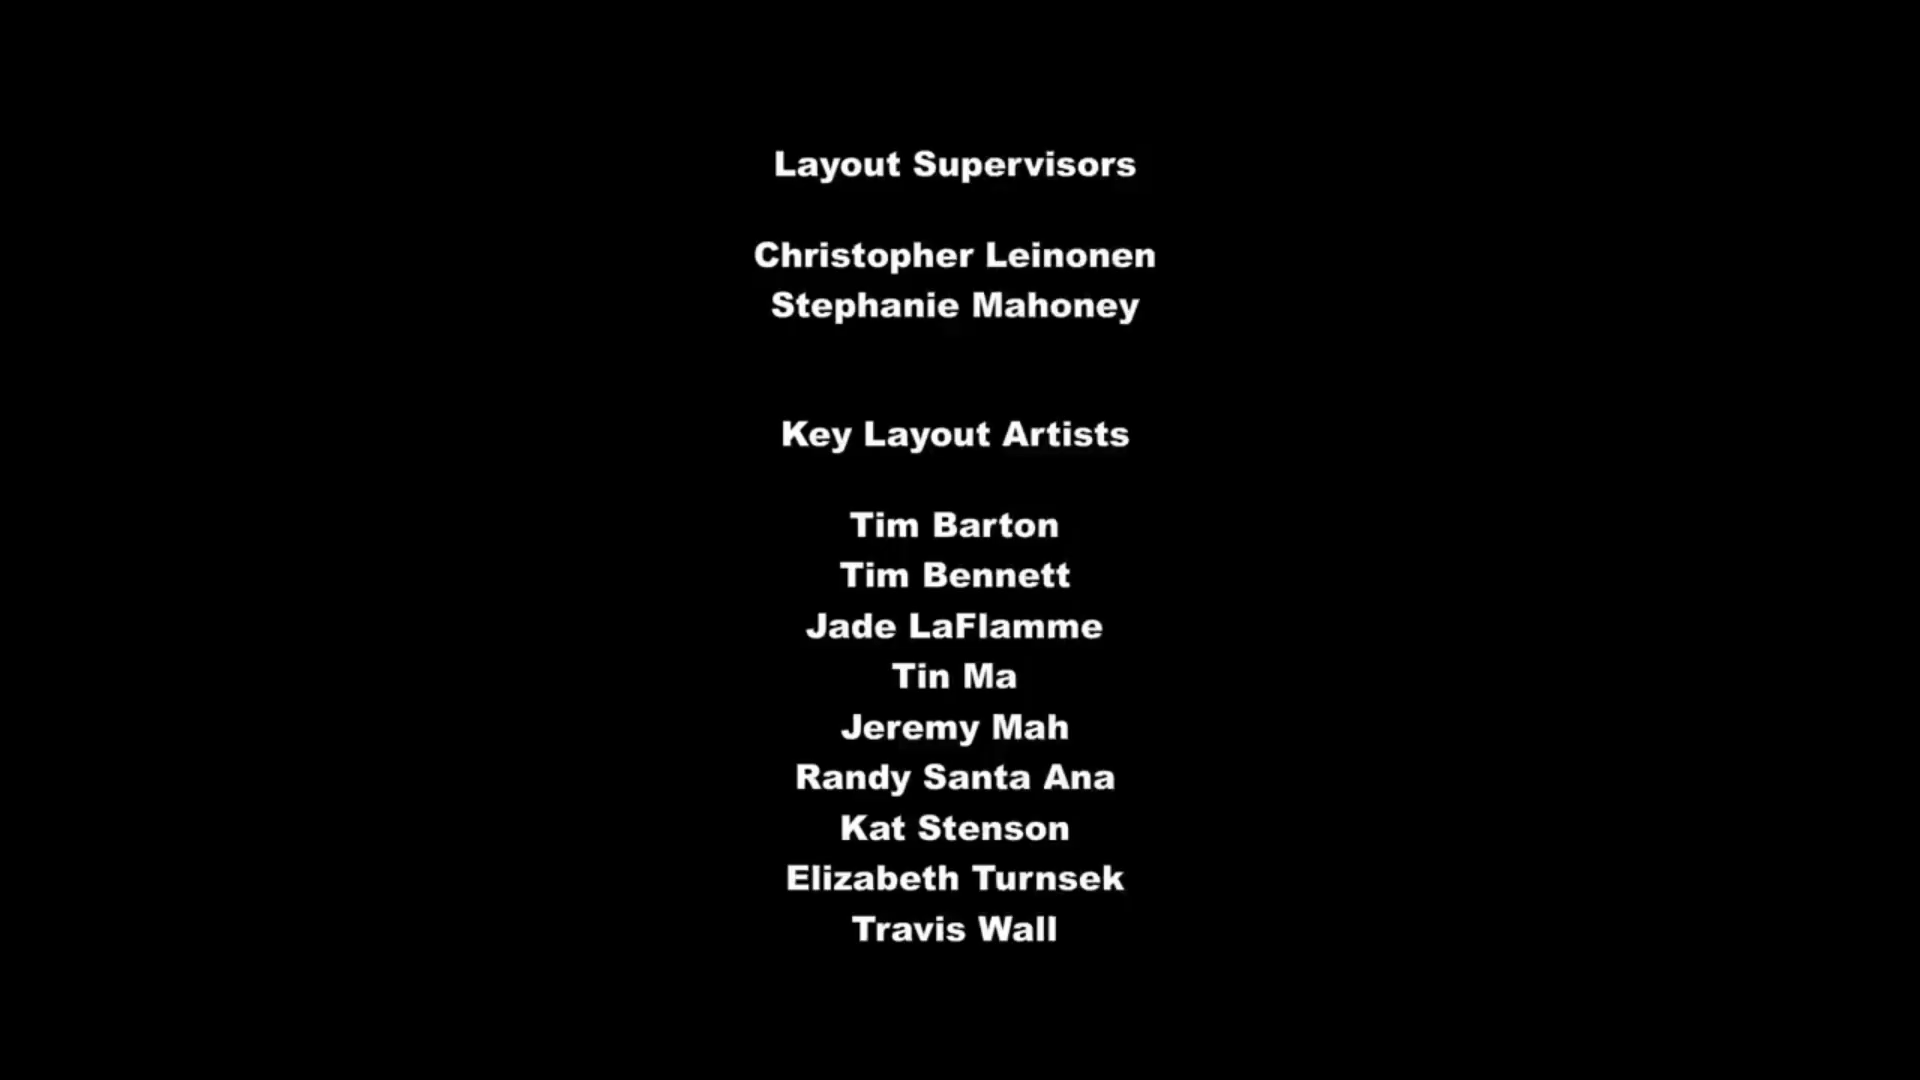 Layout Supervisors
Christopher Leinonen
Stephanie Mahoney
Key Layout Artists
Tim Barton
Tim Bennett
Jade LaFlamme
Tin Ma
Jeremy Mah
Randy Santa Ana
Kat Stenson
Elizabeth Turnsek
Travis Wall